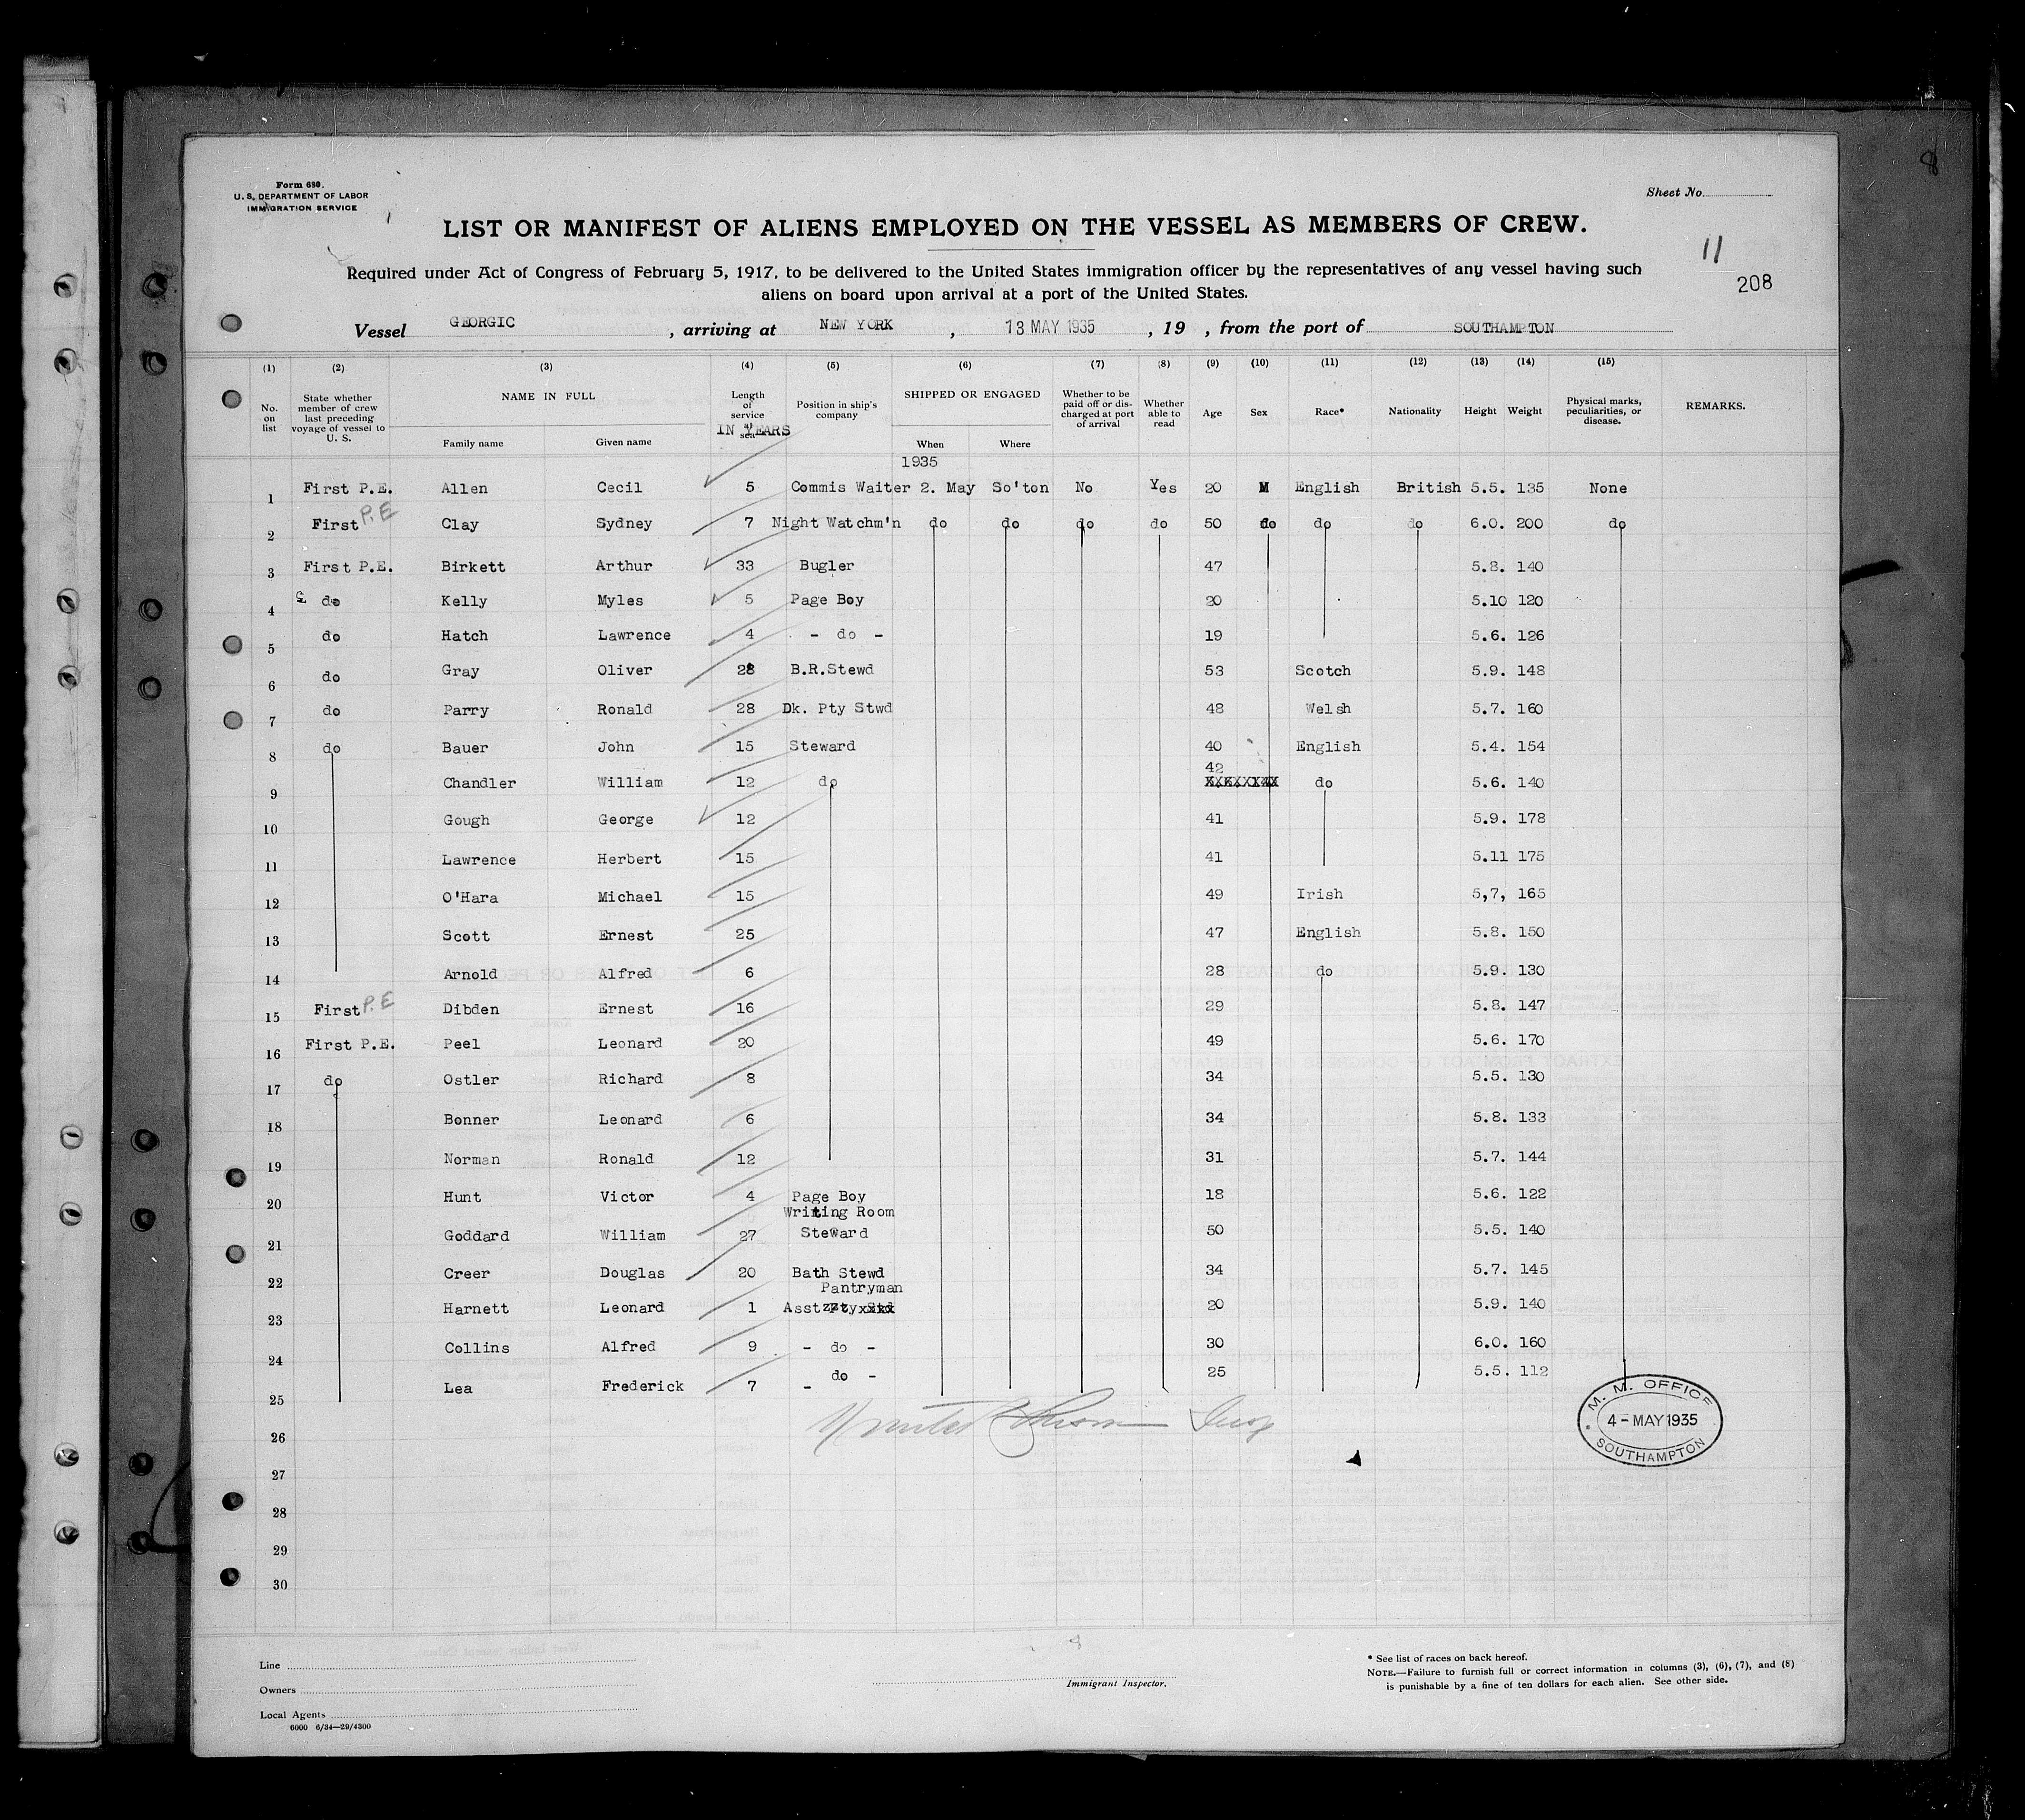 Form 680.
U. S. DEPARTMENT OF LABOR
IMMIGRATION SERVICE
Sheet No.
LIST OR MANIFEST OF ALIENS EMPLOYED ON THE VESSEL AS MEMBERS OF CREW.
11
Required under Act of Congress of February 5, 1917, to be delivered to the United States immigration officer by the representatives of any vessel having such
aliens on board upon arrival at a port of the United States.
208
Vessel GEORGIC , arriving at NEW YORK , 13 MAY 1935 , 19 , from the port of SOUTHAMPTON
(1) (2) (3) (4) (5) (6) (7) (8) (9) (10) (11) (12) (13) (14) (15)
No. on list State whether member of crew last preceding voyage of vessel to U. S. NAME IN FULL Length of service at sea IN YEARS Position in ship's company SHIPPED OR ENGAGED Whether to be paid off or discharged at port of arrival Whether able to read Age Sex Race* Nationality Height Weight Physical marks, peculiarities, or disease. REMARKS.
Family name Given name When Where
1935
1 First P.E. Allen Cecil 5 Commis Waiter 2. May So'ton No Yes 20 M English British 5.5. 135 None
2 First P.E Clay Sydney 7 Night Watchm'n do do do do 50 do do do 6.0. 200 do
3 First P.E. Birkett Arthur 33 Bugler 47 5.8. 140
4 do Kelly Myles 5 Page Boy 20 5.10 120
5 do Hatch Lawrence 4 - do - 19 5.6. 126
6 do Gray Oliver 28 B.R.Stewd 53 Scotch 5.9. 148
7 do Parry Ronald 28 Dk. Pty Stwd 48 Welsh 5.7. 160
8 do Bauer John 15 Steward 40 English 5.4. 154
9 Chandler William 12 do 42 do 5.6. 140
10 Gough George 12 41 5.9. 178
11 Lawrence Herbert 15 41 5.11 175
12 O'Hara Michael 15 49 Irish 5,7, 165
13 Scott Ernest 25 47 English 5.8. 150
14 Arnold Alfred 6 28 do 5.9. 130
15 First P.E Dibden Ernest 16 29 5.8. 147
16 First P.E. Peel Leonard 20 49 5.6. 170
17 do Ostler Richard 8 34 5.5. 130
18 Bonner Leonard 6 34 5.8. 133
19 Norman Ronald 12 31 5.7. 144
20 Hunt Victor 4 Page Boy 18 5.6. 122
Writing Room
21 Goddard William 27 Steward 50 5.5. 140
22 Creer Douglas 20 Bath Stewd 34 5.7. 145
Pantryman
23 Harnett Leonard 1 Asst 20 5.9. 140
24 Collins Alfred 9 - do - 30 6.0. 160
25 Lea Frederick 7 - do - 25 5.5. 112
26
27
28
29
30
M. M. OFFICE
4 - MAY 1935
SOUTHAMPTON
Line
Owners
Local Agents
6000 6/34—29/4300
Immigrant Inspector.
* See list of races on back hereof.
NOTE.—Failure to furnish full or correct information in columns (3), (6), (7), and (8)
is punishable by a fine of ten dollars for each alien. See other side.